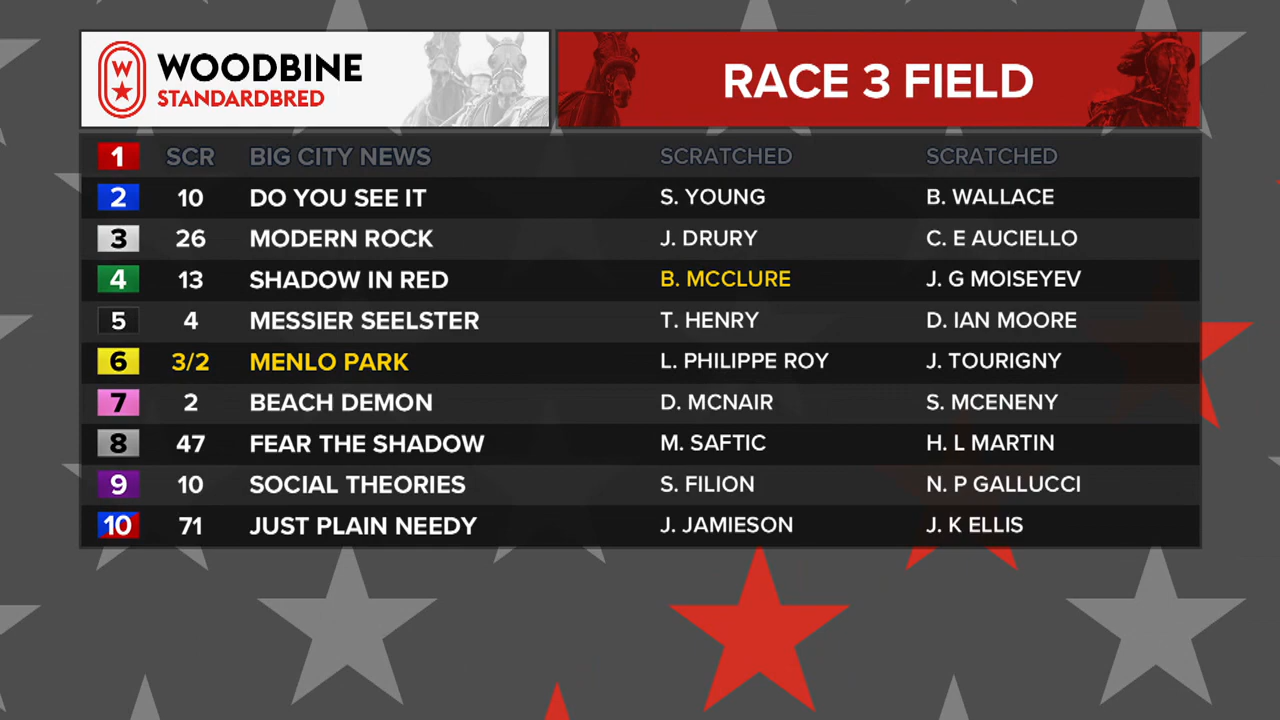 W
WOODBINE
STANDARDBRED
RACE 3 FIELD
1 SCR BIG CITY NEWS SCRATCHED SCRATCHED
2 10 DO YOU SEE IT S. YOUNG B. WALLACE
3 26 MODERN ROCK J. DRURY C. E AUCIELLO
4 13 SHADOW IN RED B. MCCLURE J. G MOISEYEV
5 4 MESSIER SEELSTER T. HENRY D. IAN MOORE
6 3/2 MENLO PARK L. PHILIPPE ROY J. TOURIGNY
7 2 BEACH DEMON D. MCNAIR S. MCENENY
8 47 FEAR THE SHADOW M. SAFTIC H. L MARTIN
9 10 SOCIAL THEORIES S. FILION N. P GALLUCCI
10 71 JUST PLAIN NEEDY J. JAMIESON J. K ELLIS